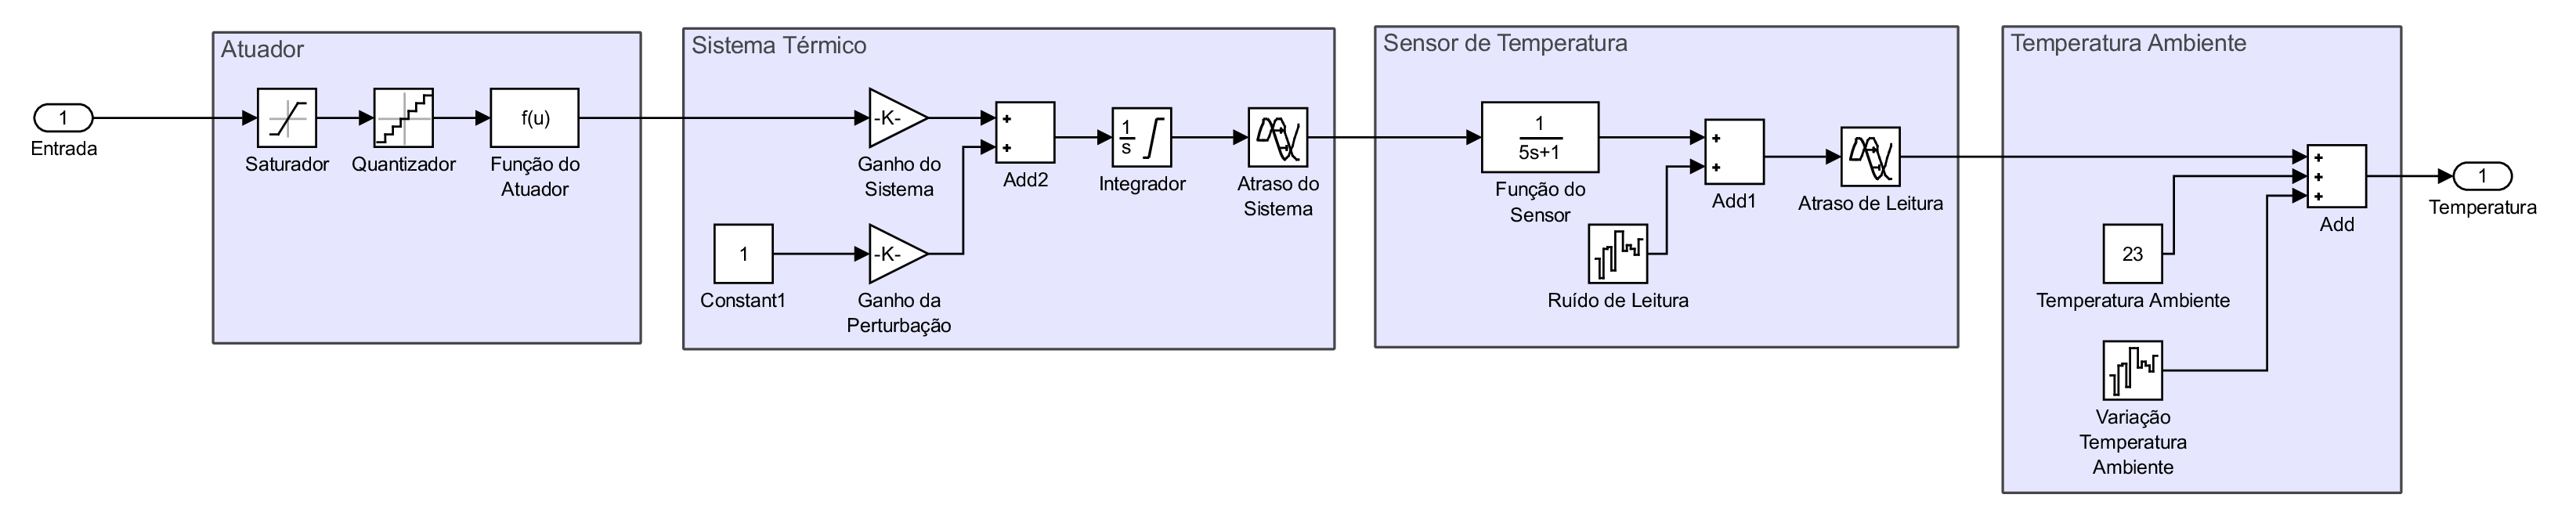 Atuador
Sistema Térmico
Sensor de Temperatura
Temperatura Ambiente
1
Entrada
Saturador
Quantizador
f(u)
Função do
Atuador
-K-
Ganho do
Sistema
1
Constant1
-K-
Ganho da
Perturbação
+
+
Add2
1
s
Integrador
Atraso do
Sistema
1
5s+1
Função do
Sensor
Ruído de Leitura
+
+
Add1
Atraso de Leitura
23
Temperatura Ambiente
Variação
Temperatura
Ambiente
+
+
+
Add
1
Temperatura